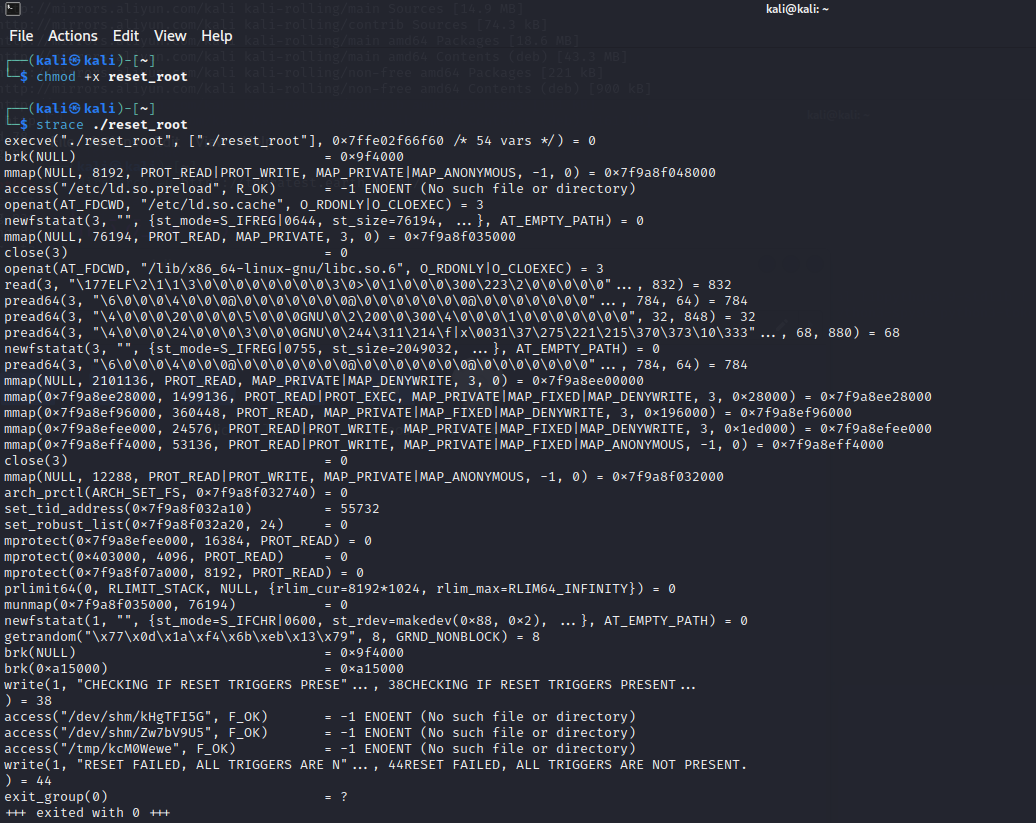 kali@kali: ~
File Actions Edit View Help
┌──(kali㉿kali)-[~]
└─$ chmod +x reset_root
┌──(kali㉿kali)-[~]
└─$ strace ./reset_root
execve("./reset_root", ["./reset_root"], 0x7ffe02f66f60 /* 54 vars */) = 0
brk(NULL) = 0x9f4000
mmap(NULL, 8192, PROT_READ|PROT_WRITE, MAP_PRIVATE|MAP_ANONYMOUS, -1, 0) = 0x7f9a8f048000
access("/etc/ld.so.preload", R_OK) = -1 ENOENT (No such file or directory)
openat(AT_FDCWD, "/etc/ld.so.cache", O_RDONLY|O_CLOEXEC) = 3
newfstatat(3, "", {st_mode=S_IFREG|0644, st_size=76194, ...}, AT_EMPTY_PATH) = 0
mmap(NULL, 76194, PROT_READ, MAP_PRIVATE, 3, 0) = 0x7f9a8f035000
close(3) = 0
openat(AT_FDCWD, "/lib/x86_64-linux-gnu/libc.so.6", O_RDONLY|O_CLOEXEC) = 3
read(3, "\177ELF\2\1\1\3\0\0\0\0\0\0\0\0\3\0>\0\1\0\0\0\300\223\2\0\0\0\0\0"..., 832) = 832
pread64(3, "\6\0\0\0\4\0\0\0@\0\0\0\0\0\0\0@\0\0\0\0\0\0\0@\0\0\0\0\0\0\0"..., 784, 64) = 784
pread64(3, "\4\0\0\0\20\0\0\0\5\0\0\0GNU\0\2\200\0\300\4\0\0\0\1\0\0\0\0\0\0\0", 32, 848) = 32
pread64(3, "\4\0\0\0\24\0\0\0\3\0\0\0GNU\0\244\311\214\f|x\0031\37\275\221\215\370\373\10\333"..., 68, 880) = 68
newfstatat(3, "", {st_mode=S_IFREG|0755, st_size=2049032, ...}, AT_EMPTY_PATH) = 0
pread64(3, "\6\0\0\0\4\0\0\0@\0\0\0\0\0\0\0@\0\0\0\0\0\0\0@\0\0\0\0\0\0\0"..., 784, 64) = 784
mmap(NULL, 2101136, PROT_READ, MAP_PRIVATE|MAP_DENYWRITE, 3, 0) = 0x7f9a8ee00000
mmap(0x7f9a8ee28000, 1499136, PROT_READ|PROT_EXEC, MAP_PRIVATE|MAP_FIXED|MAP_DENYWRITE, 3, 0x28000) = 0x7f9a8ee28000
mmap(0x7f9a8ef96000, 360448, PROT_READ, MAP_PRIVATE|MAP_FIXED|MAP_DENYWRITE, 3, 0x196000) = 0x7f9a8ef96000
mmap(0x7f9a8efee000, 24576, PROT_READ|PROT_WRITE, MAP_PRIVATE|MAP_FIXED|MAP_DENYWRITE, 3, 0x1ed000) = 0x7f9a8efee000
mmap(0x7f9a8eff4000, 53136, PROT_READ|PROT_WRITE, MAP_PRIVATE|MAP_FIXED|MAP_ANONYMOUS, -1, 0) = 0x7f9a8eff4000
close(3) = 0
mmap(NULL, 12288, PROT_READ|PROT_WRITE, MAP_PRIVATE|MAP_ANONYMOUS, -1, 0) = 0x7f9a8f032000
arch_prctl(ARCH_SET_FS, 0x7f9a8f032740) = 0
set_tid_address(0x7f9a8f032a10) = 55732
set_robust_list(0x7f9a8f032a20, 24) = 0
mprotect(0x7f9a8efee000, 16384, PROT_READ) = 0
mprotect(0x403000, 4096, PROT_READ) = 0
mprotect(0x7f9a8f07a000, 8192, PROT_READ) = 0
prlimit64(0, RLIMIT_STACK, NULL, {rlim_cur=8192*1024, rlim_max=RLIM64_INFINITY}) = 0
munmap(0x7f9a8f035000, 76194) = 0
newfstatat(1, "", {st_mode=S_IFCHR|0600, st_rdev=makedev(0x88, 0x2), ...}, AT_EMPTY_PATH) = 0
getrandom("\x77\x0d\x1a\xf4\x6b\xeb\x13\x79", 8, GRND_NONBLOCK) = 8
brk(NULL) = 0x9f4000
brk(0xa15000) = 0xa15000
write(1, "CHECKING IF RESET TRIGGERS PRESE"..., 38CHECKING IF RESET TRIGGERS PRESENT...
) = 38
access("/dev/shm/kHgTFI5G", F_OK) = -1 ENOENT (No such file or directory)
access("/dev/shm/Zw7bV9U5", F_OK) = -1 ENOENT (No such file or directory)
access("/tmp/kcM0Wewe", F_OK) = -1 ENOENT (No such file or directory)
write(1, "RESET FAILED, ALL TRIGGERS ARE N"..., 44RESET FAILED, ALL TRIGGERS ARE NOT PRESENT.
) = 44
exit_group(0) = ?
+++ exited with 0 +++